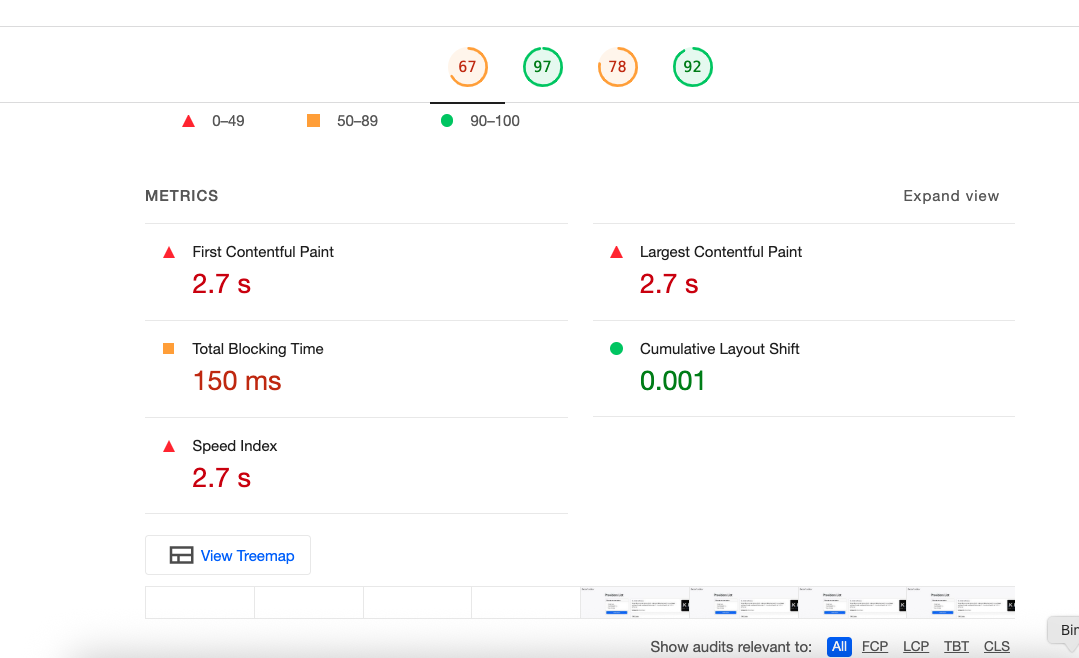 67 97 78 92
0–49 50–89 90–100
METRICS Expand view
First Contentful Paint
2.7 s
Largest Contentful Paint
2.7 s
Total Blocking Time
150 ms
Cumulative Layout Shift
0.001
Speed Index
2.7 s
View Treemap
Show audits relevant to: All FCP LCP TBT CLS
Bin